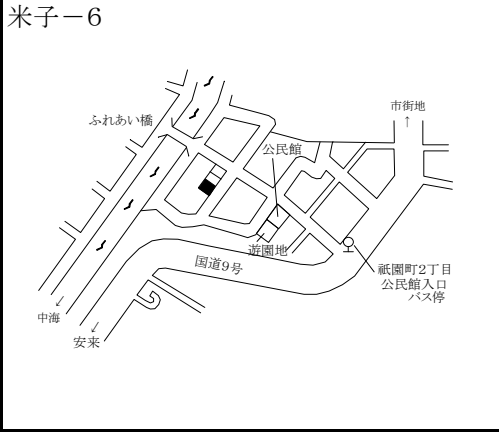 米子－6
市街地
↑
ふれあい橋
公民館
遊園地
国道9号
祇園町2丁目
公民館入口
バス停
↓
中海
↓
安来